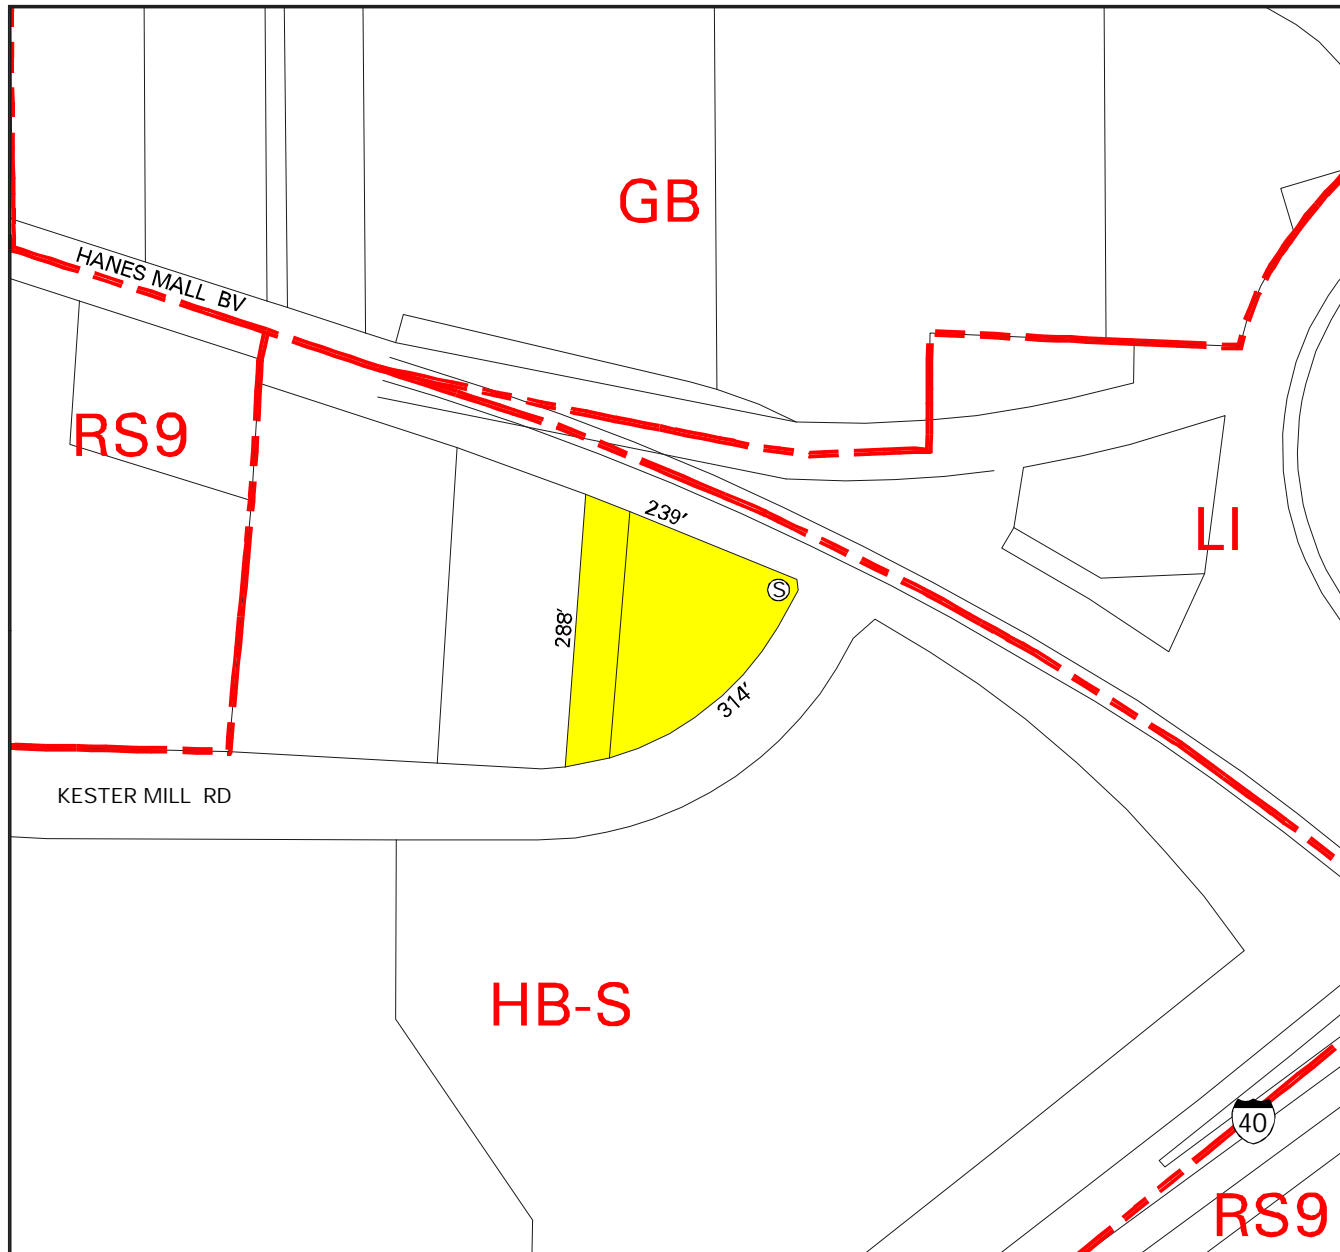 GB
HANES MALL BV
RS9
239'
LI
S
288'
314'
KESTER MILL RD
HB-S
40
RS9